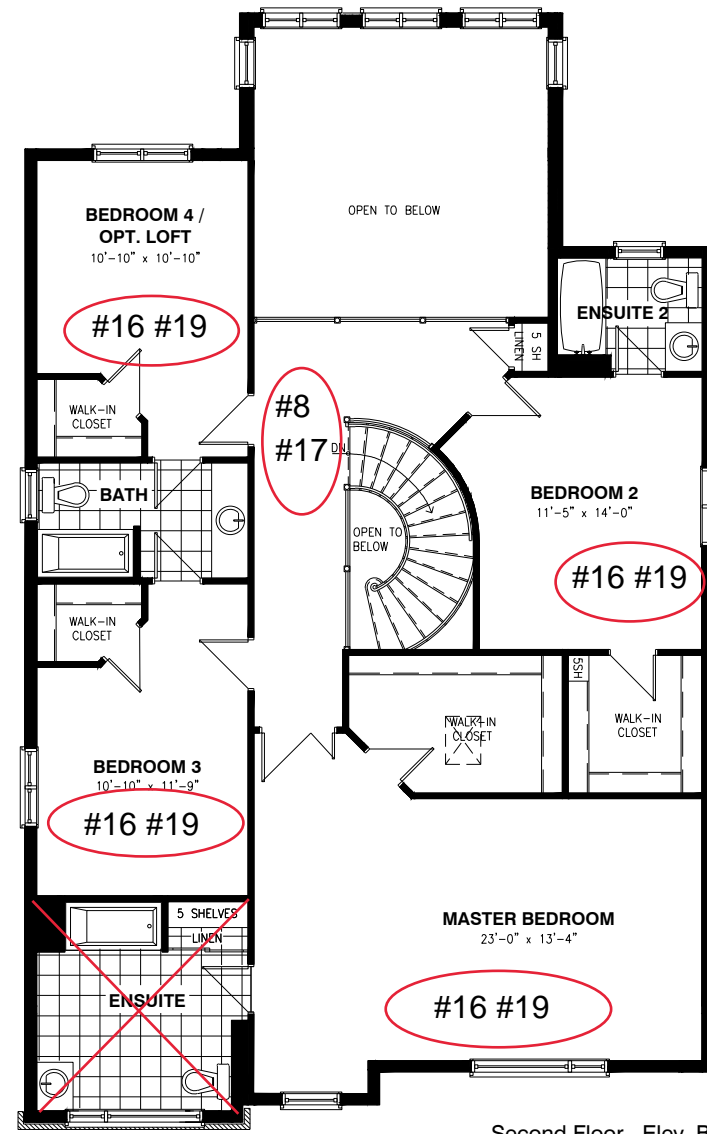 OPEN TO BELOW
BEDROOM 4 /
OPT. LOFT
10'-10" x 10'-10"
#16 #19
WALK-IN
CLOSET
ENSUITE 2
5 SH
LINEN
#8
#17
DN.
BATH
OPEN TO
BELOW
BEDROOM 2
11'-5" x 14'-0"
#16 #19
WALK-IN
CLOSET
5SH
WALK-IN
CLOSET
WALK-IN
CLOSET
BEDROOM 3
10'-10" x 11'-9"
#16 #19
5 SHELVES
LINEN
MASTER BEDROOM
23'-0" x 13'-4"
#16 #19
ENSUITE
Second Floor - Elev. B